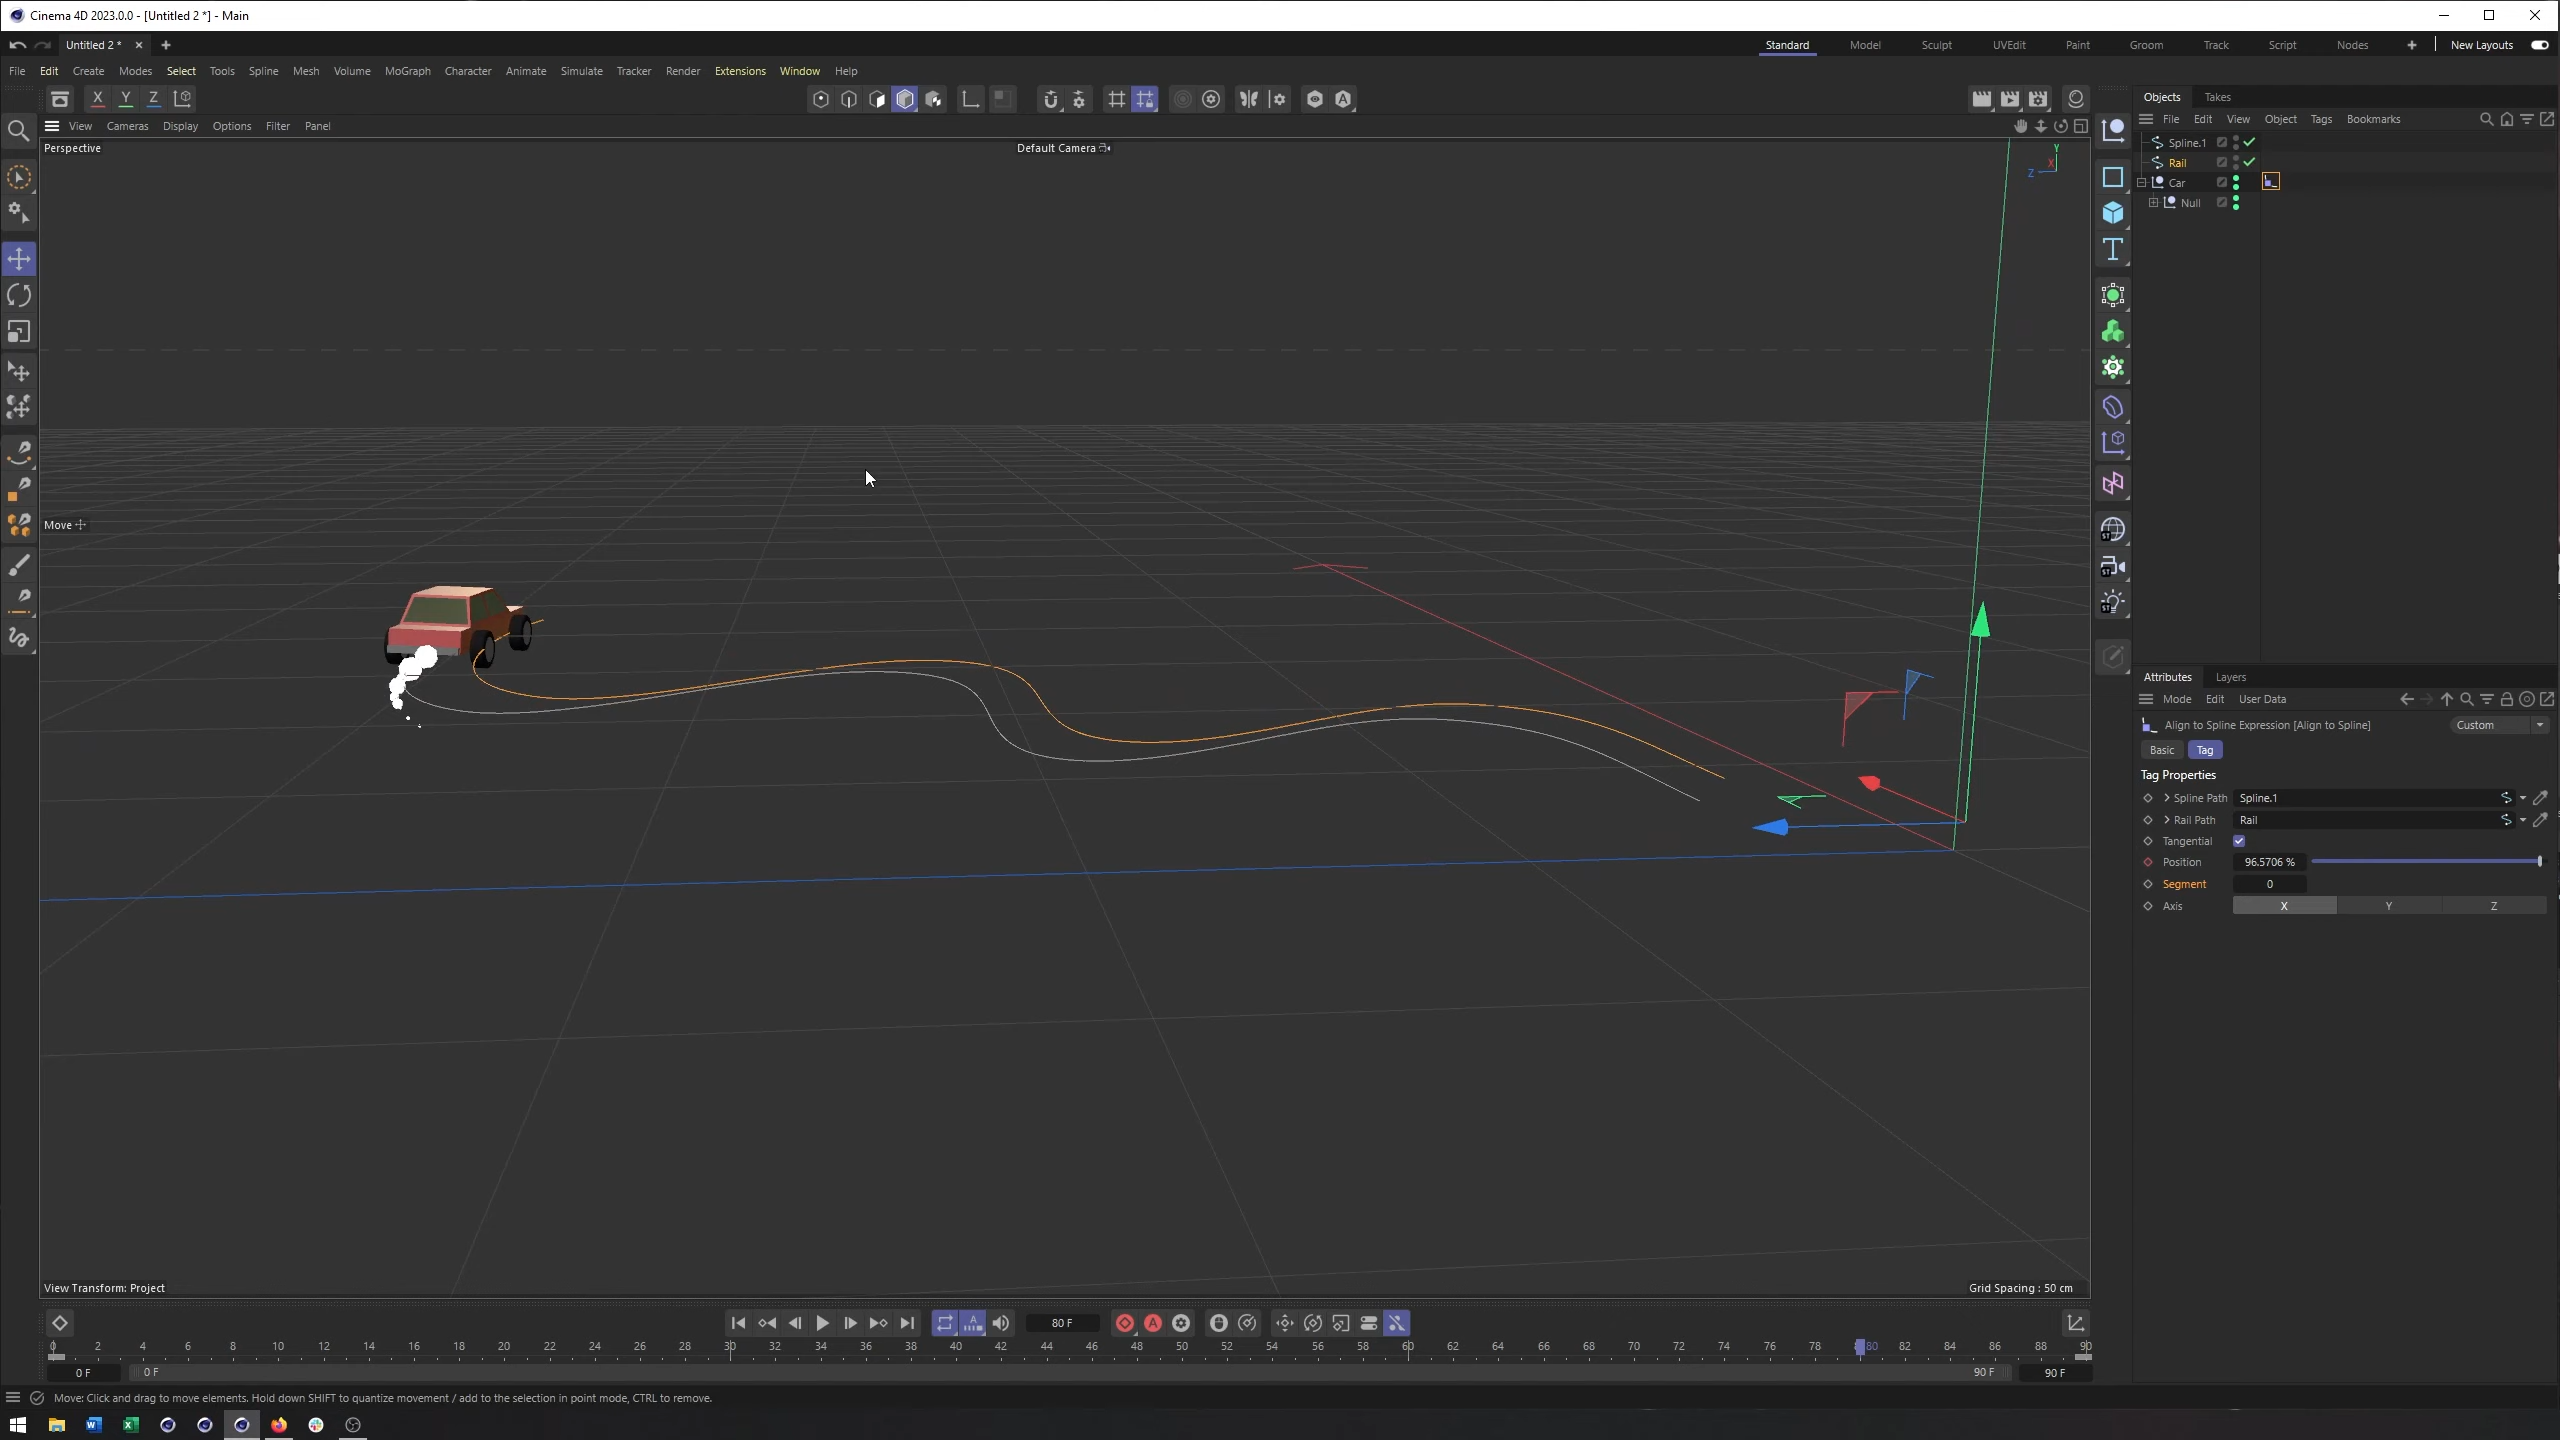 Cinema 4D 2023.0.0 - [Untitled 2 *] - Main
Untitled 2 *
Standard Model Sculpt UVEdit Paint Groom Track Script Nodes New Layouts
File Edit Create Modes Select Tools Spline Mesh Volume MoGraph Character Animate Simulate Tracker Render Extensions Window Help
X Y Z
View Cameras Display Options Filter Panel
Perspective
Default Camera
Y
X
Z
Move
View Transform: Project
Grid Spacing : 50 cm
Objects Takes
File Edit View Object Tags Bookmarks
Spline.1
Rail
Car
Null
Attributes Layers
Mode Edit User Data
Align to Spline Expression [Align to Spline] Custom
Basic Tag
Tag Properties
Spline Path Spline.1
Rail Path Rail
Tangential
Position 96.5706 %
Segment 0
Axis X Y Z
80 F
0 2 4 6 8 10 12 14 16 18 20 22 24 26 28 30 32 34 36 38 40 42 44 46 48 50 52 54 56 58 60 62 64 66 68 70 72 74 76 78 80 82 84 86 88 90
0 F 0 F 90 F 90 F
Move: Click and drag to move elements. Hold down SHIFT to quantize movement / add to the selection in point mode, CTRL to remove.